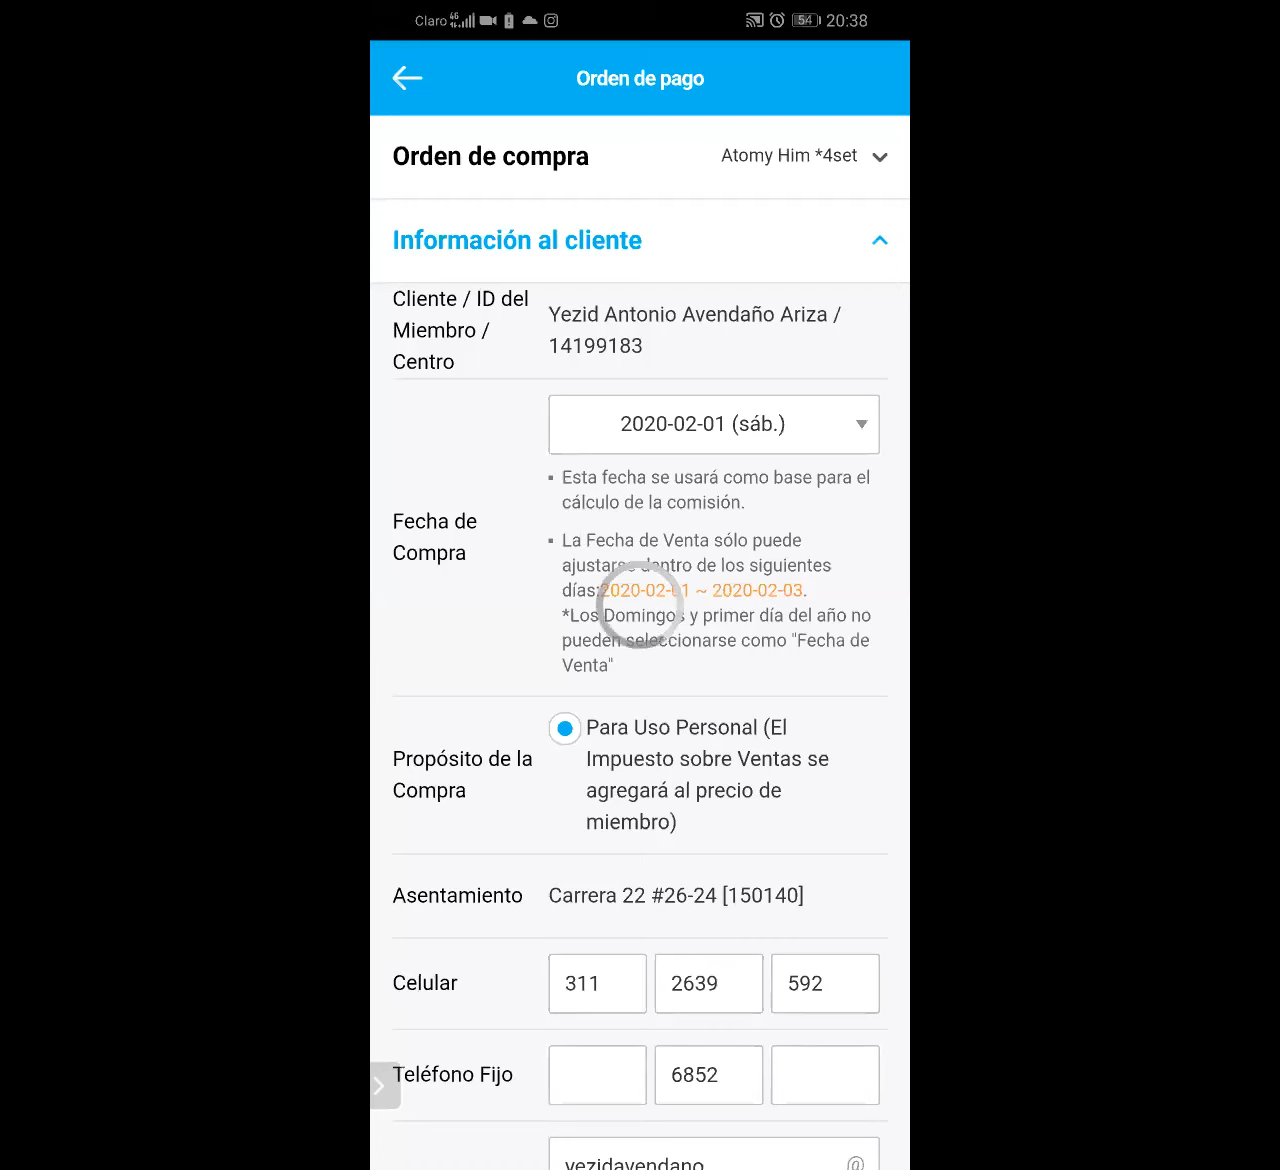 Claro 4G 54 20:38
Orden de pago
Orden de compra Atomy Him *4set
Información al cliente
Cliente / ID del
Miembro /
Centro
Yezid Antonio Avendaño Ariza /
14199183
Fecha de
Compra
2020-02-01 (sáb.)
▪ Esta fecha se usará como base para el
cálculo de la comisión.
▪ La Fecha de Venta sólo puede
ajustarse dentro de los siguientes
días:2020-02-01 ~ 2020-02-03.
*Los Domingos y primer día del año no
pueden seleccionarse como "Fecha de
Venta"
Propósito de la
Compra
Para Uso Personal (El
Impuesto sobre Ventas se
agregará al precio de
miembro)
Asentamiento Carrera 22 #26-24 [150140]
Celular 311 2639 592
Teléfono Fijo 6852
yezidavendano @